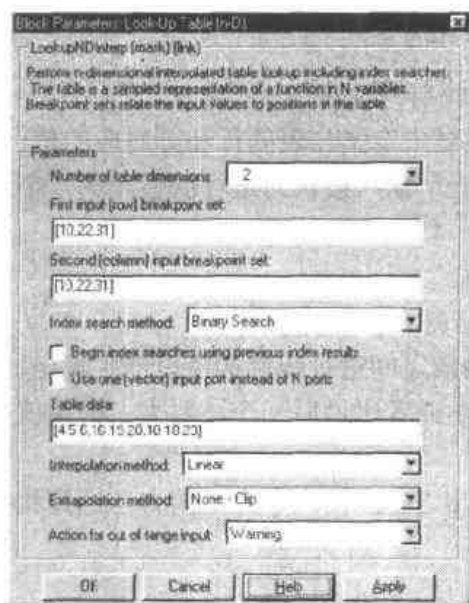 Block Parameters: Look-Up Table (n-D)
LookupNDInterp (mask) (link)
Perform n-dimensional interpolated table lookup including index searches.
The table is a sampled representation of a function in N variables.
Breakpoint sets relate the input values to positions in the table.
Parameters
Number of table dimensions: 2
First input (row) breakpoint set:
[10,22,31]
Second (column) input breakpoint set:
[10,22,31]
Index search method: Binary Search
Begin index searches using previous index results
Use one (vector) input port instead of N ports
Table data:
[4 5 6;16 19 20;10 18 23]
Interpolation method: Linear
Extrapolation method: None - Clip
Action for out of range input: Warning
OK Cancel Help Apply